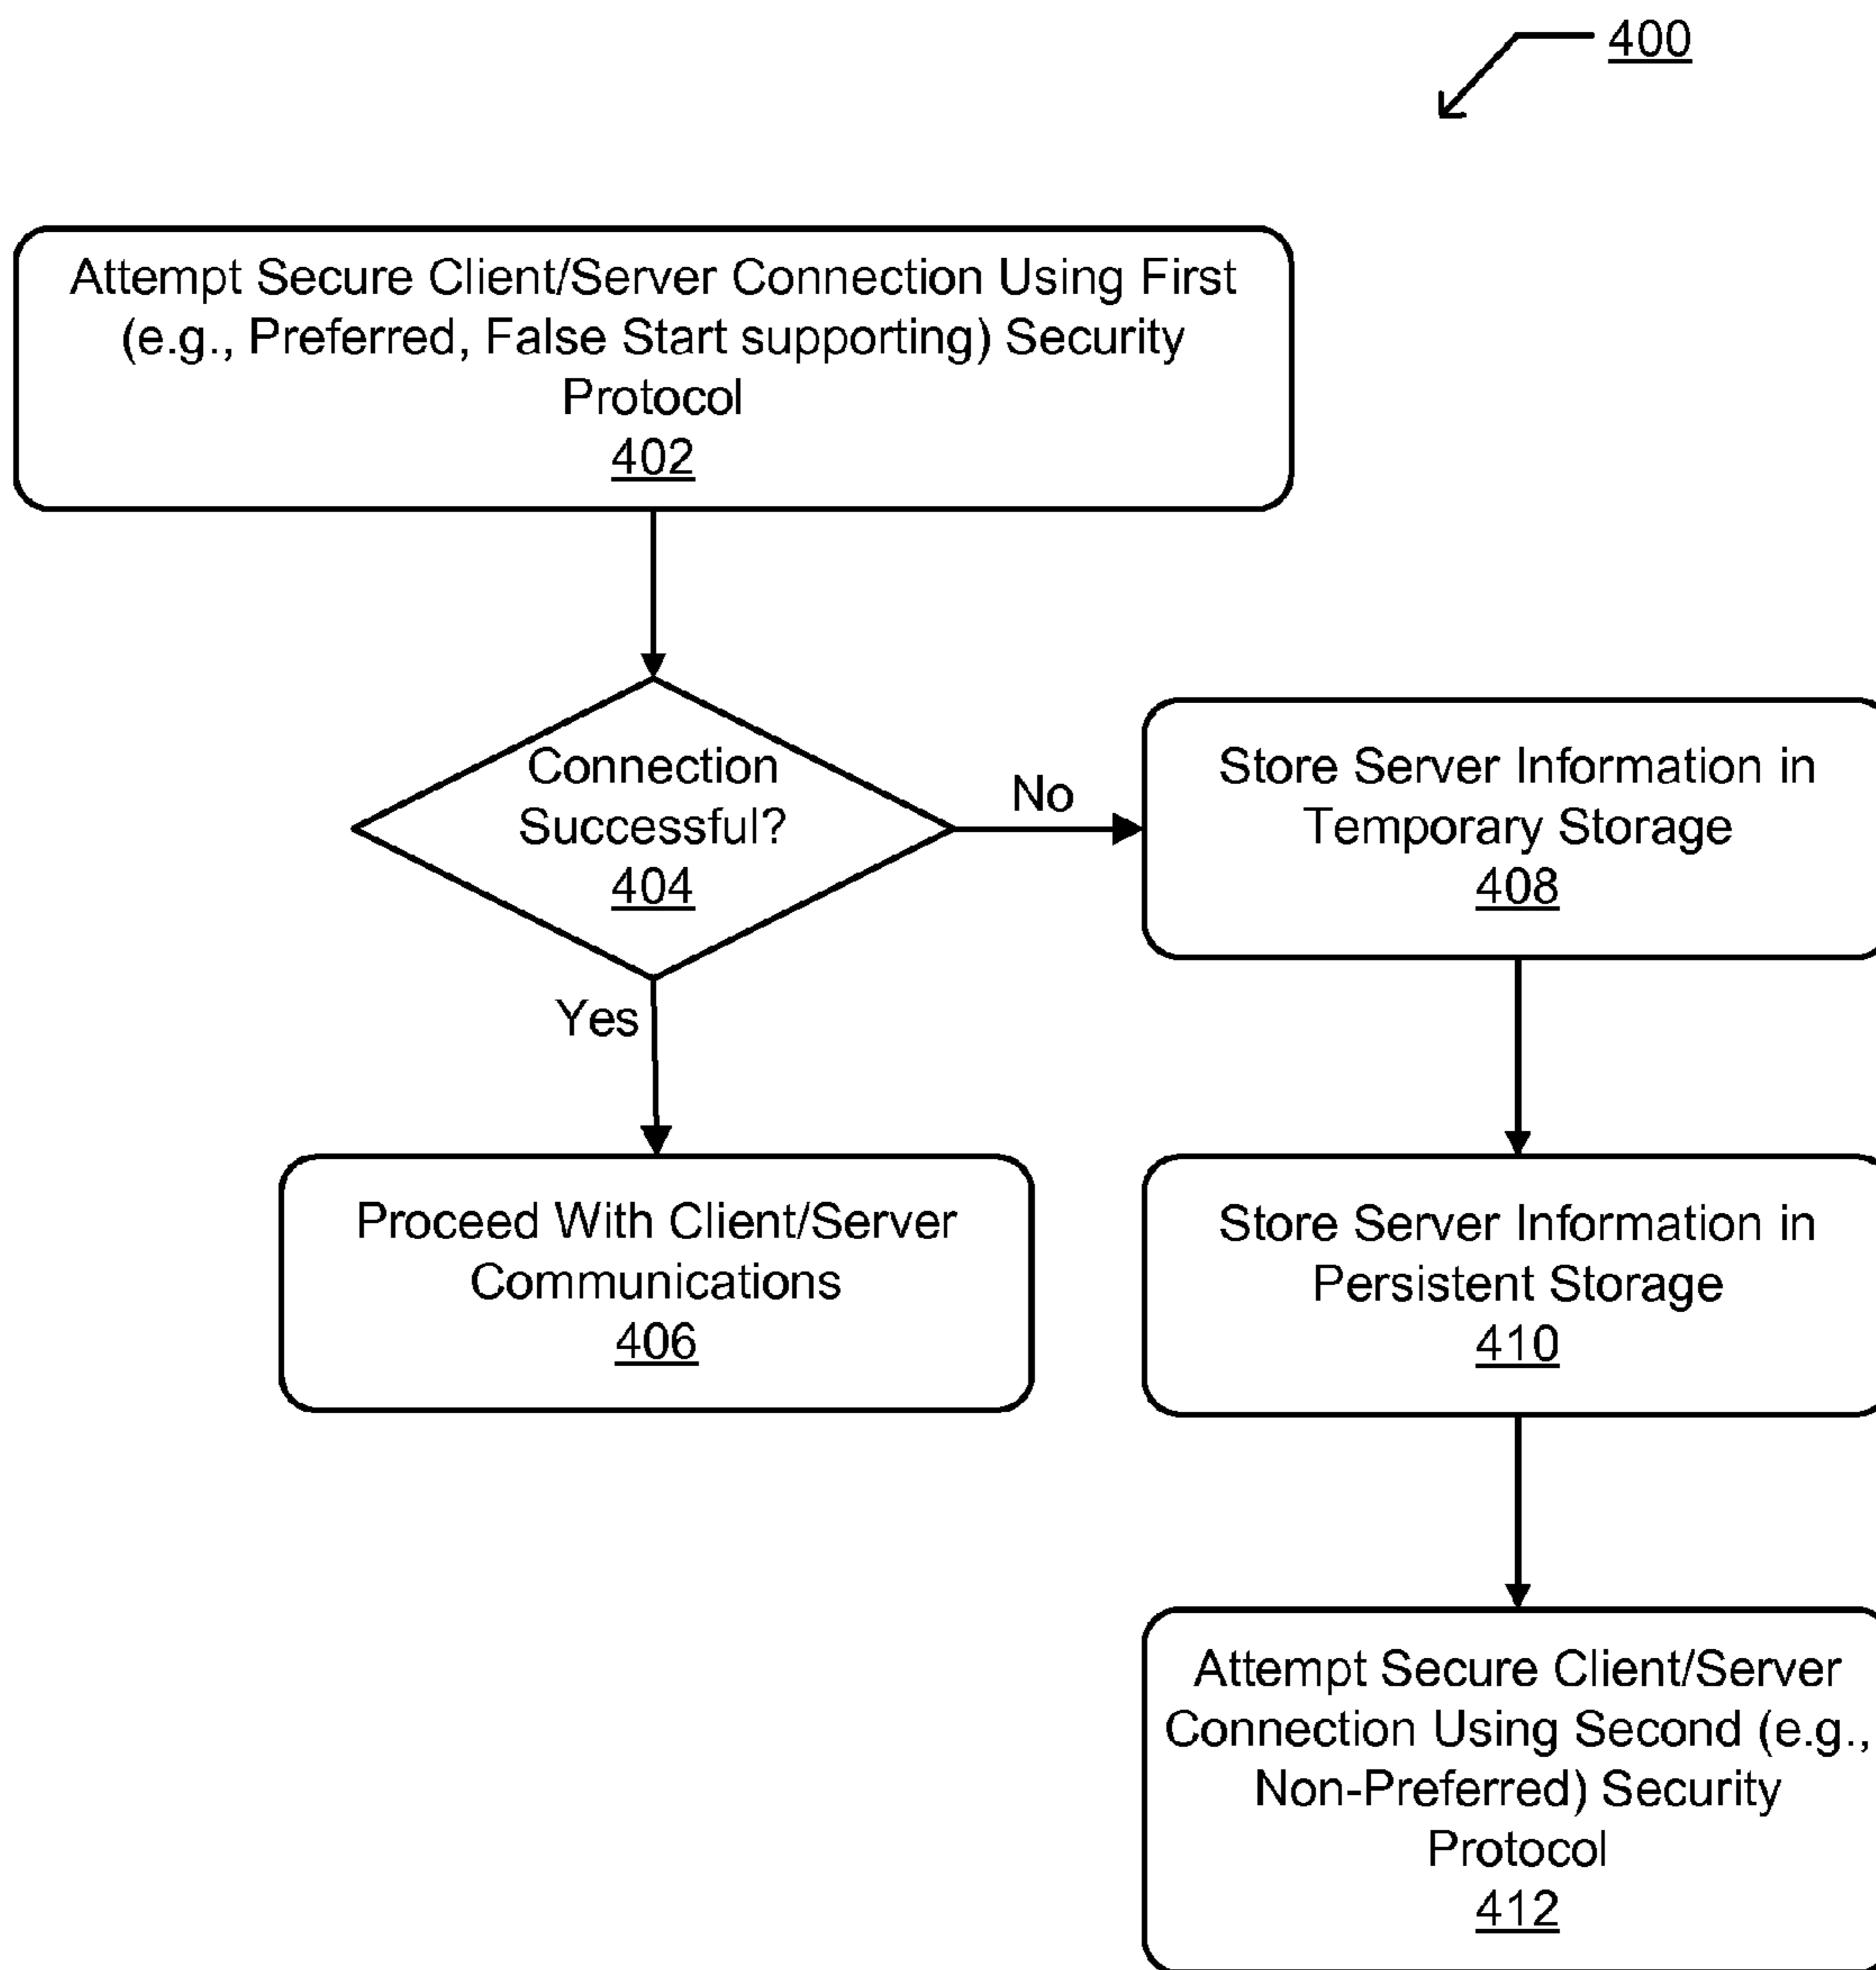 400
Attempt Secure Client/Server Connection Using First
(e.g., Preferred, False Start supporting) Security
Protocol
402
Connection
Successful?
404
No
Yes
Store Server Information in
Temporary Storage
408
Proceed With Client/Server
Communications
406
Store Server Information in
Persistent Storage
410
Attempt Secure Client/Server
Connection Using Second (e.g.,
Non-Preferred) Security
Protocol
412